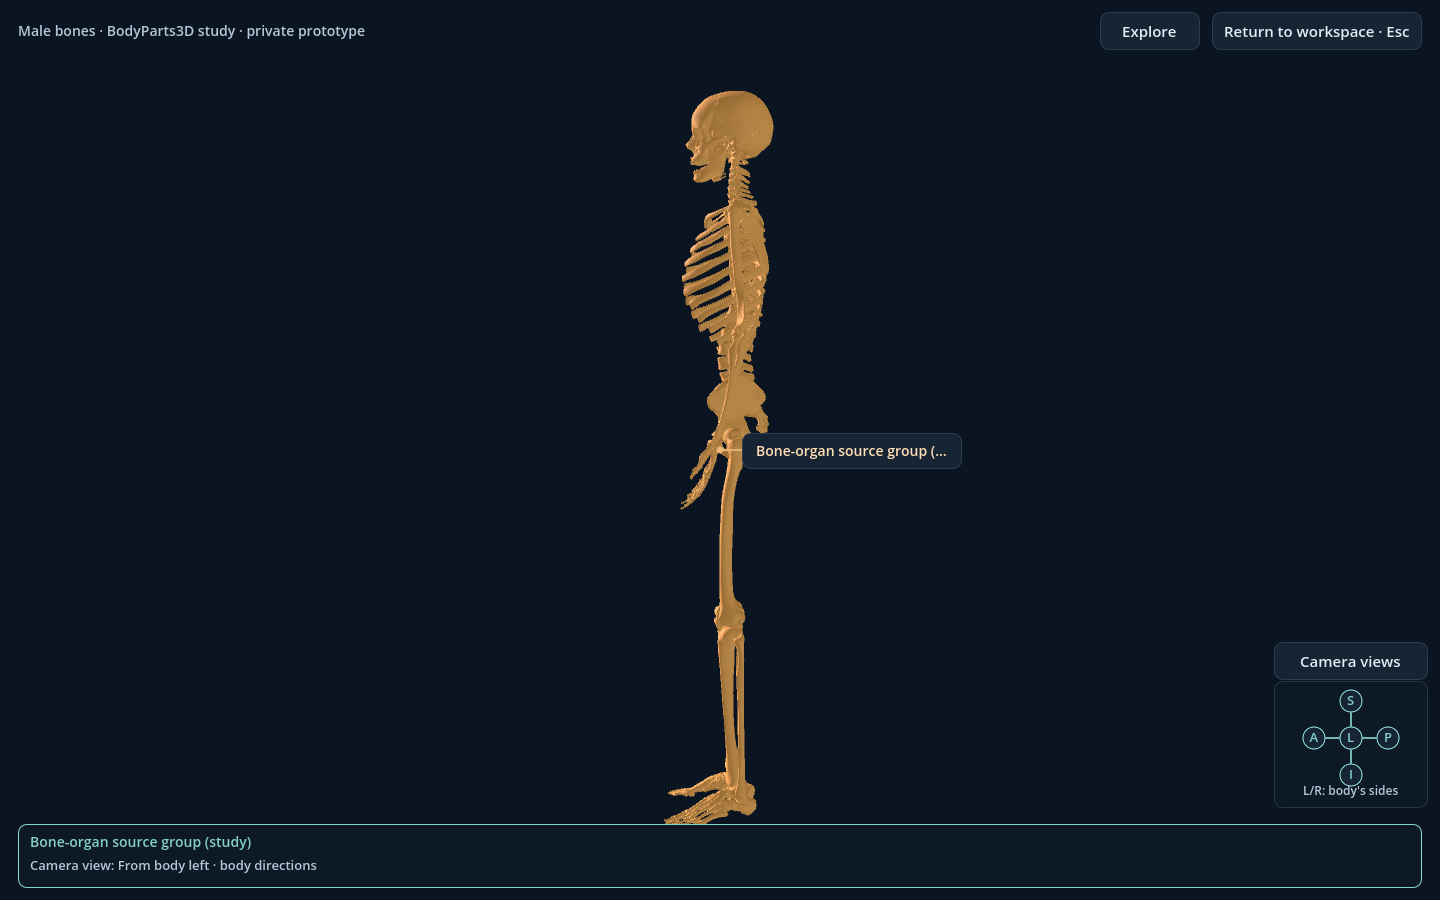 Male bones · BodyParts3D study · private prototype
Explore
Return to workspace · Esc
Bone-organ source group (...
Camera views
S
A L P
I
L/R: body's sides
Bone-organ source group (study)
Camera view: From body left · body directions